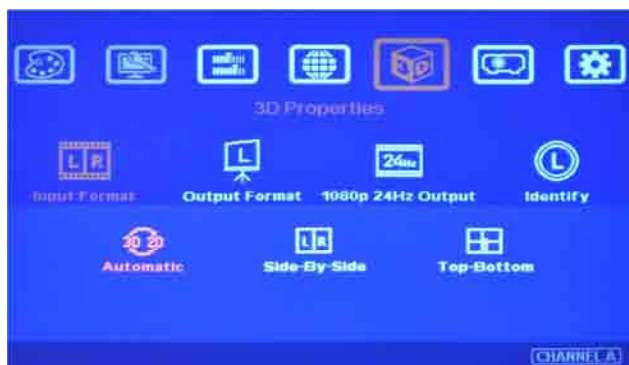 3D
3D Properties
L R
L
24Hz
L
Input Format
Output Format
1080p 24Hz Output
Identify
3D 2D
L R
Automatic
Side-By-Side
Top-Bottom
CHANNEL A